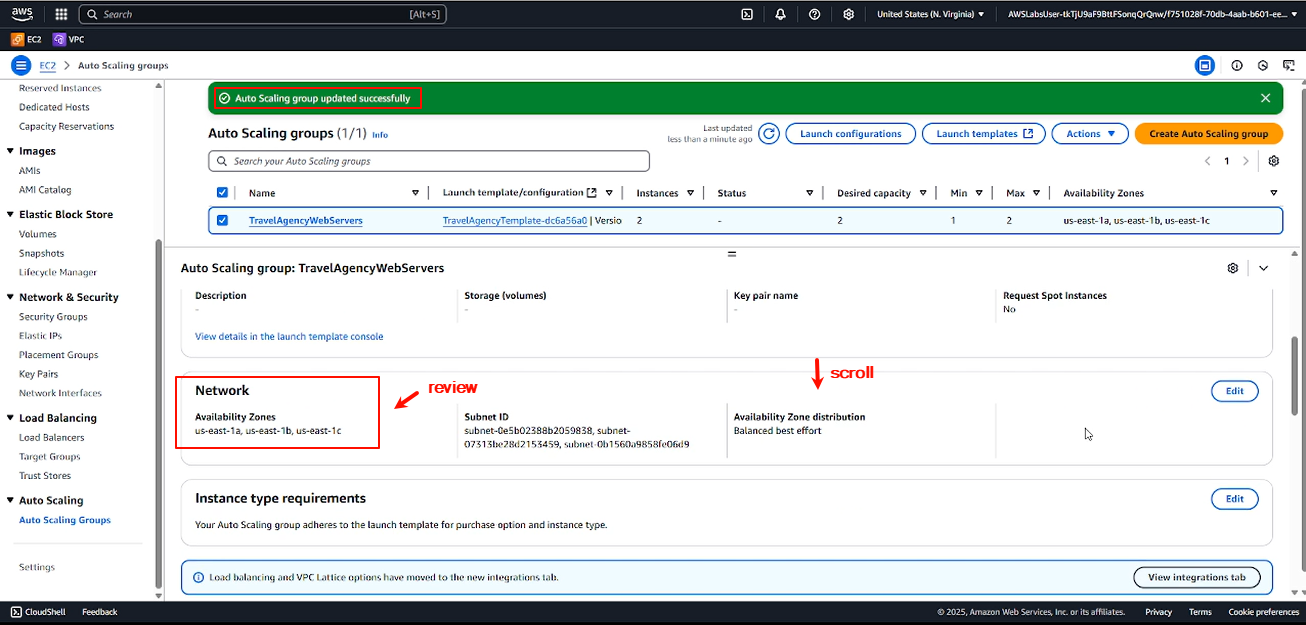 aws
Search [Alt+S]
United States (N. Virginia)
AWSLabsUser-tkTjU9aF9BttFSonqQrQnw/f751028f-70db-4aab-b601-ee...
EC2 VPC
EC2 > Auto Scaling groups
Reserved Instances
Dedicated Hosts
Capacity Reservations
Images
AMIs
AMI Catalog
Elastic Block Store
Volumes
Snapshots
Lifecycle Manager
Network & Security
Security Groups
Elastic IPs
Placement Groups
Key Pairs
Network Interfaces
Load Balancing
Load Balancers
Target Groups
Trust Stores
Auto Scaling
Auto Scaling Groups
Settings
Auto Scaling group updated successfully
Auto Scaling groups (1/1) Info
Last updated
less than a minute ago
Launch configurations
Launch templates
Actions
Create Auto Scaling group
Search your Auto Scaling groups
1
Name Launch template/configuration Instances Status Desired capacity Min Max Availability Zones
TravelAgencyWebServers TravelAgencyTemplate-dc6a56a0 | Versio 2 - 2 1 2 us-east-1a, us-east-1b, us-east-1c
Auto Scaling group: TravelAgencyWebServers
Description Storage (volumes) Key pair name Request Spot Instances
- - - No
View details in the launch template console
review
scroll
Network
Edit
Availability Zones
us-east-1a, us-east-1b, us-east-1c
Subnet ID
subnet-0e5b02388b2059838, subnet-
07313be28d2153459, subnet-0b1560a9858fe06d9
Availability Zone distribution
Balanced best effort
Instance type requirements
Edit
Your Auto Scaling group adheres to the launch template for purchase option and instance type.
Load balancing and VPC Lattice options have moved to the new integrations tab.
View integrations tab
CloudShell Feedback
© 2025, Amazon Web Services, Inc. or its affiliates. Privacy Terms Cookie preferences